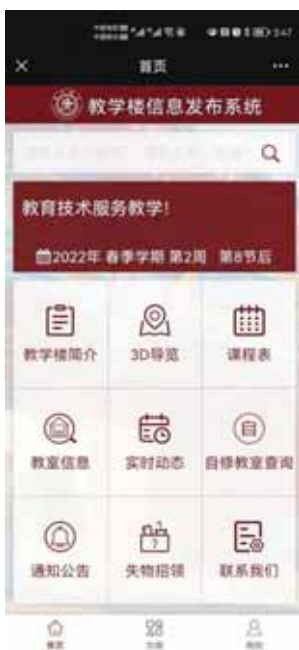 首页
教学楼信息发布系统
教育技术服务教学!
2022年 春季学期 第2周 第8节后
教学楼简介
3D导览
课程表
教室信息
实时动态
自
自修教室查询
通知公告
失物招领
联系我们
首页